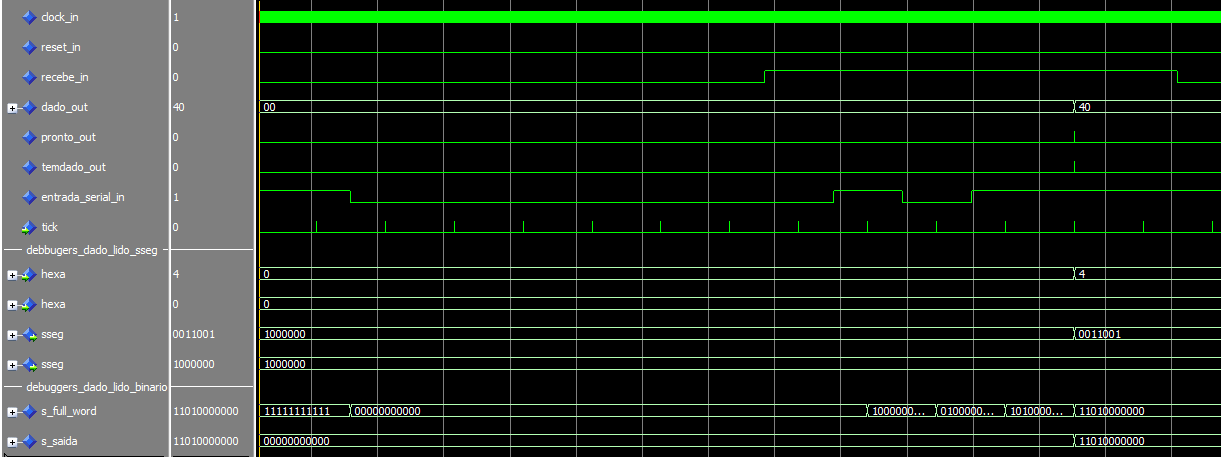 clock_in 1
reset_in 0
recebe_in 0
dado_out 40 00 40
pronto_out 0
temdado_out 0
entrada_serial_in 1
tick 0
debbugers_dado_lido_sseg
hexa 4 0 4
hexa 0 0
sseg 0011001 1000000 0011001
sseg 1000000 1000000
debuggers_dado_lido_binario
s_full_word 11010000000 11111111111 00000000000 1000000... 0100000... 1010000... 11010000000
s_saida 11010000000 00000000000 11010000000